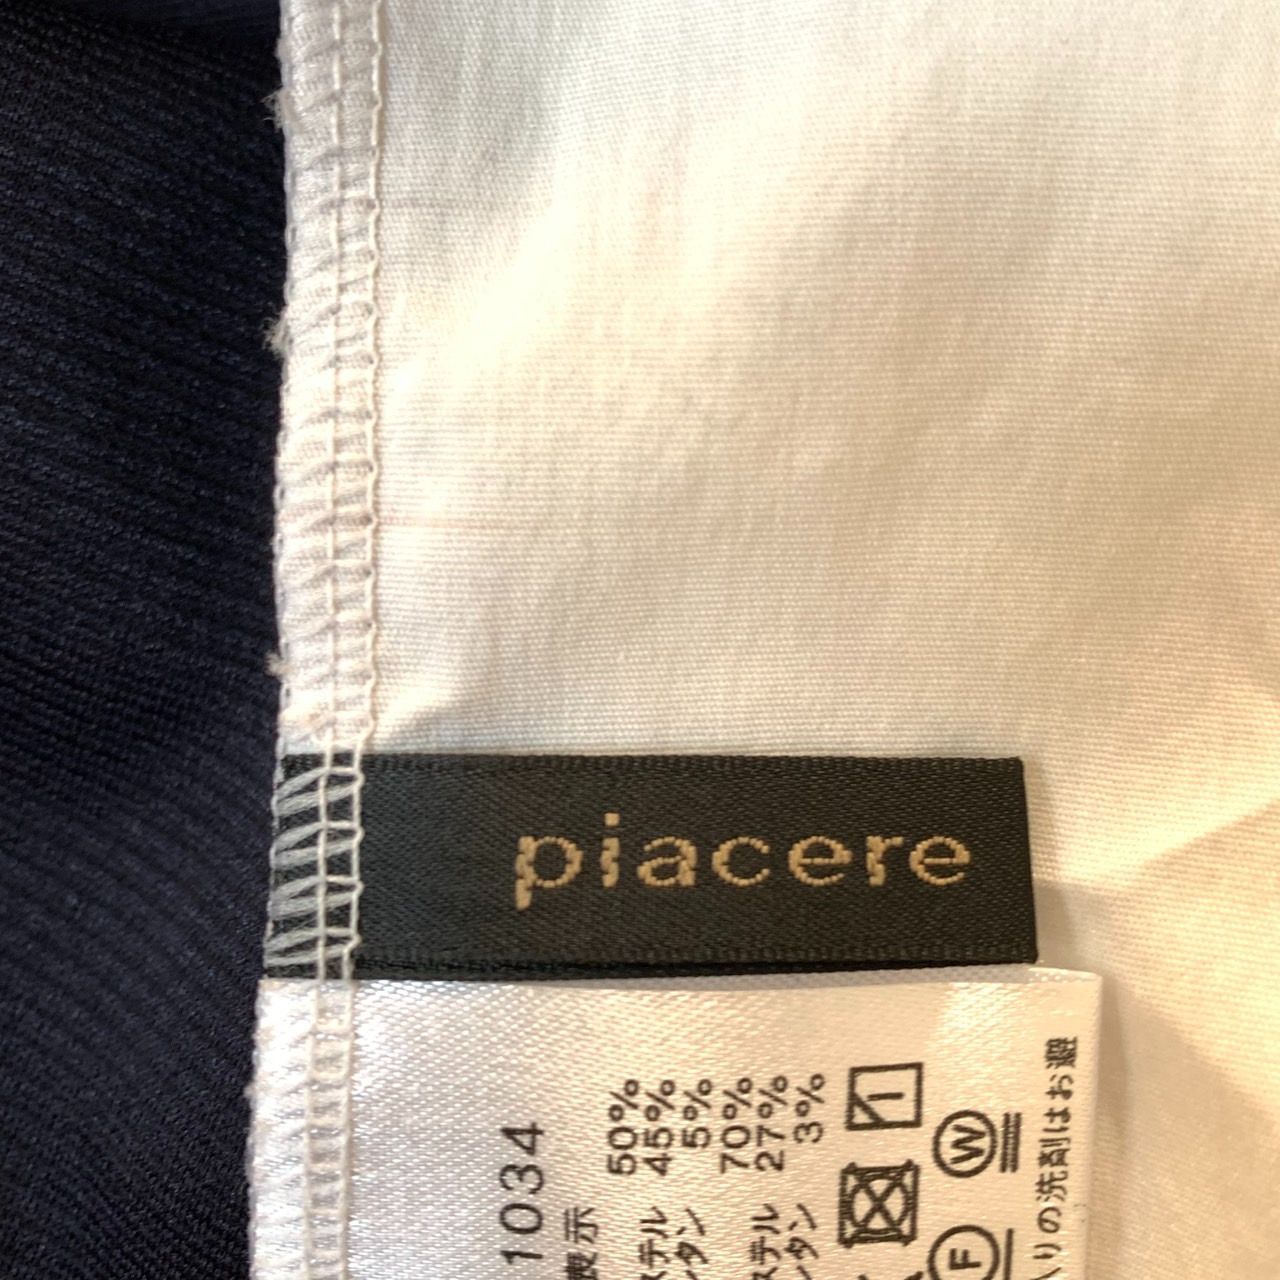 piacere
1034
表示
ステル 50%
45%
タン 5%
70%
ステル 27%
タン 3%
W
F
りの洗剤はお避